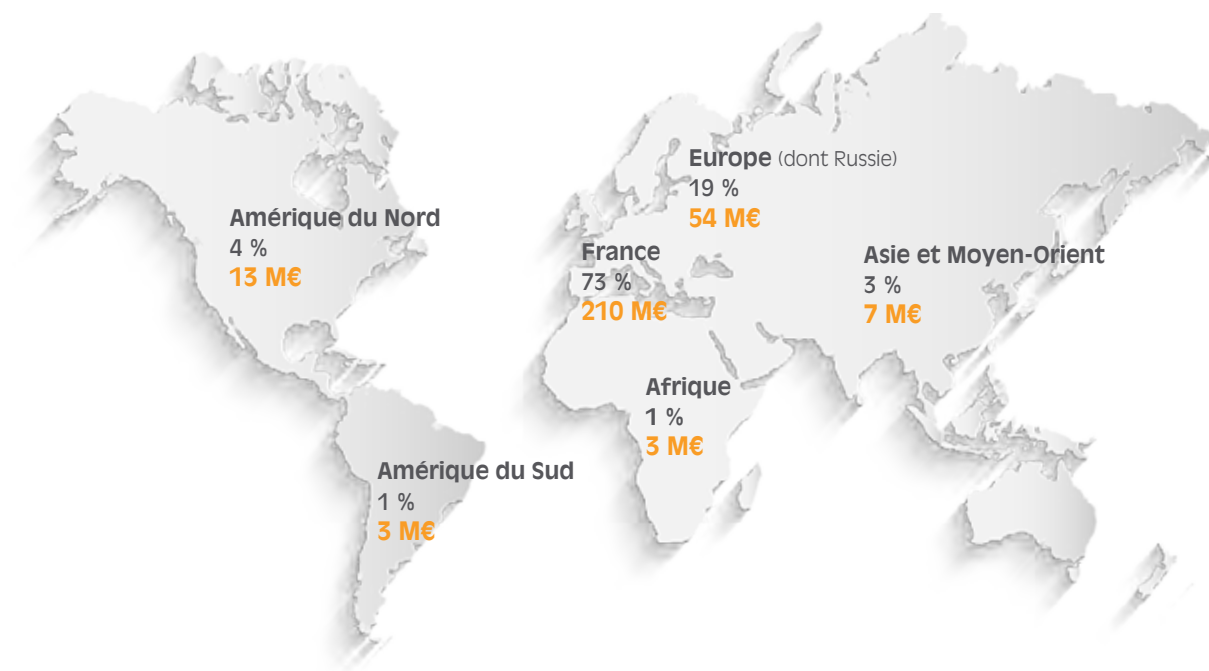 Europe (dont Russie)
19 %
54 M€
Amérique du Nord
4 %
13 M€
France
73 %
210 M€
Asie et Moyen-Orient
3 %
7 M€
Afrique
1 %
3 M€
Amérique du Sud
1 %
3 M€